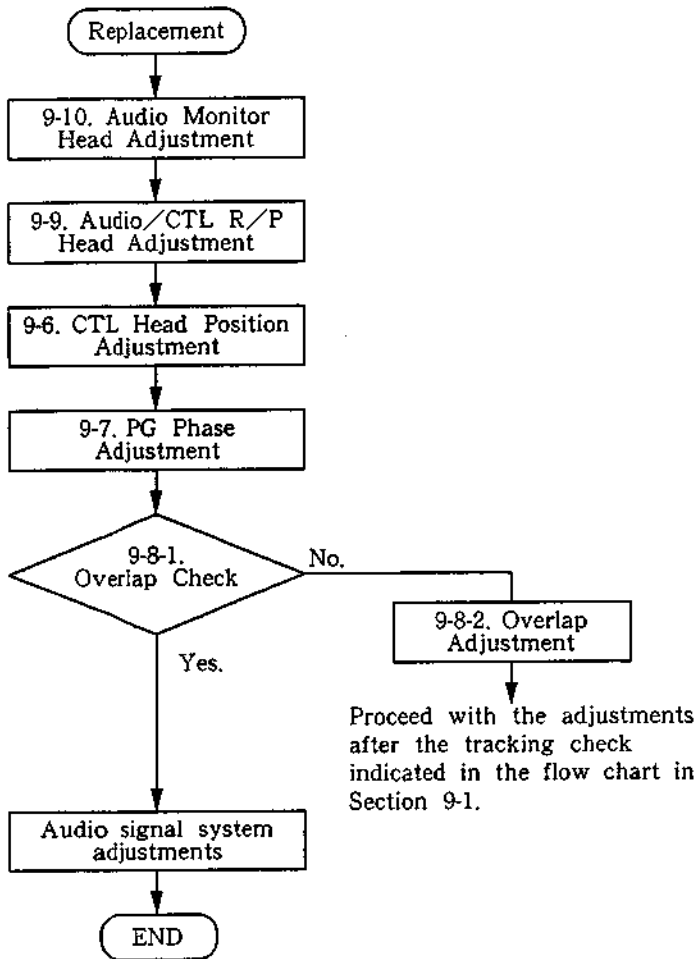 Replacement
9-10. Audio Monitor
Head Adjustment
9-9. Audio/CTL R/P
Head Adjustment
9-6. CTL Head Position
Adjustment
9-7. PG Phase
Adjustment
9-8-1.
Overlap Check
No.
9-8-2. Overlap
Adjustment
Yes.
Proceed with the adjustments
after the tracking check
indicated in the flow chart in
Section 9-1.
Audio signal system
adjustments
END